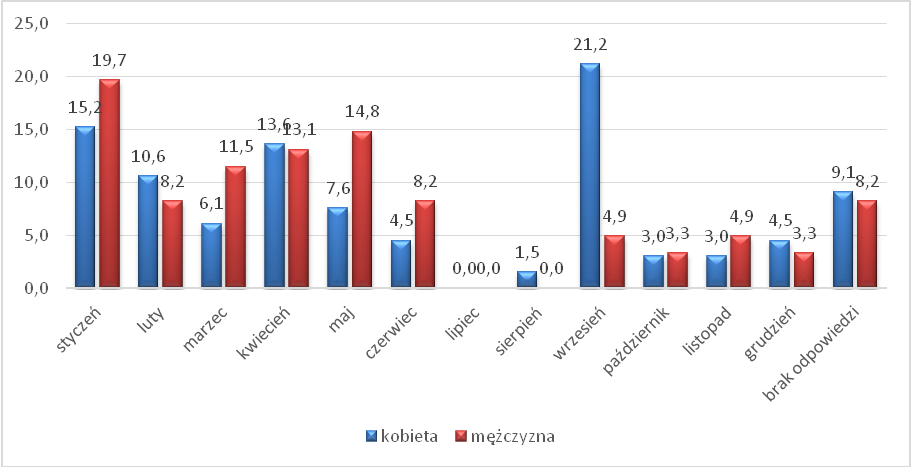 25,0
20,0
15,0
10,0
5,0
0,0
15,2 19,7
10,6 8,2
6,1 11,5
13,6 13,1
7,6 14,8
4,5 8,2
0,0 0,0
1,5 0,0
21,2 4,9
3,0 3,3
3,0 4,9
4,5 3,3
9,1 8,2
styczeń
luty
marzec
kwiecień
maj
czerwiec
lipiec
sierpień
wrzesień
październik
listopad
grudzień
brak odpowiedzi
kobieta mężczyzna